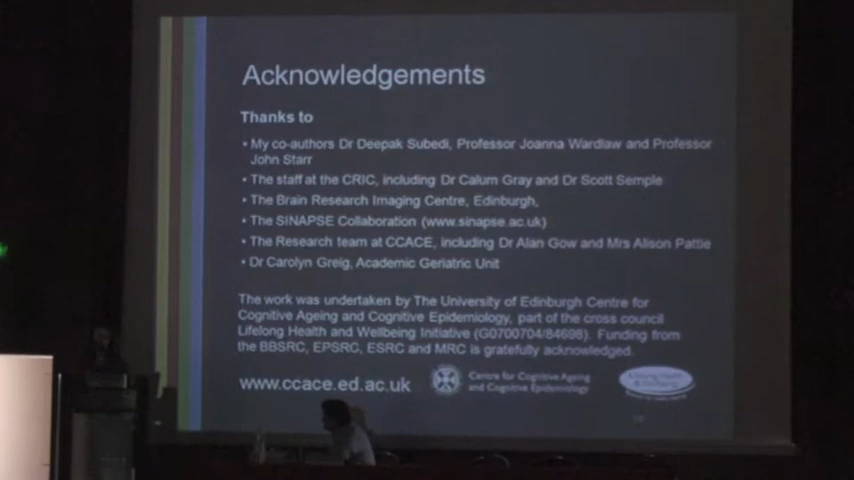 Acknowledgements
Thanks to
• My co-authors Dr Deepak Subedi, Professor Joanna Wardlaw and Professor
John Starr
• The staff at the CRIC, including Dr Calum Gray and Dr Scott Semple
• The Brain Research Imaging Centre, Edinburgh,
• The SINAPSE Collaboration (www.sinapse.ac.uk)
• The Research team at CCACE, including Dr Alan Gow and Mrs Alison Pattie
• Dr Carolyn Greig, Academic Geriatric Unit
The work was undertaken by The University of Edinburgh Centre for
Cognitive Ageing and Cognitive Epidemiology, part of the cross council
Lifelong Health and Wellbeing Initiative (G0700704/84698). Funding from
the BBSRC, EPSRC, ESRC and MRC is gratefully acknowledged.
www.ccace.ed.ac.uk
Centre for Cognitive Ageing
and Cognitive Epidemiology